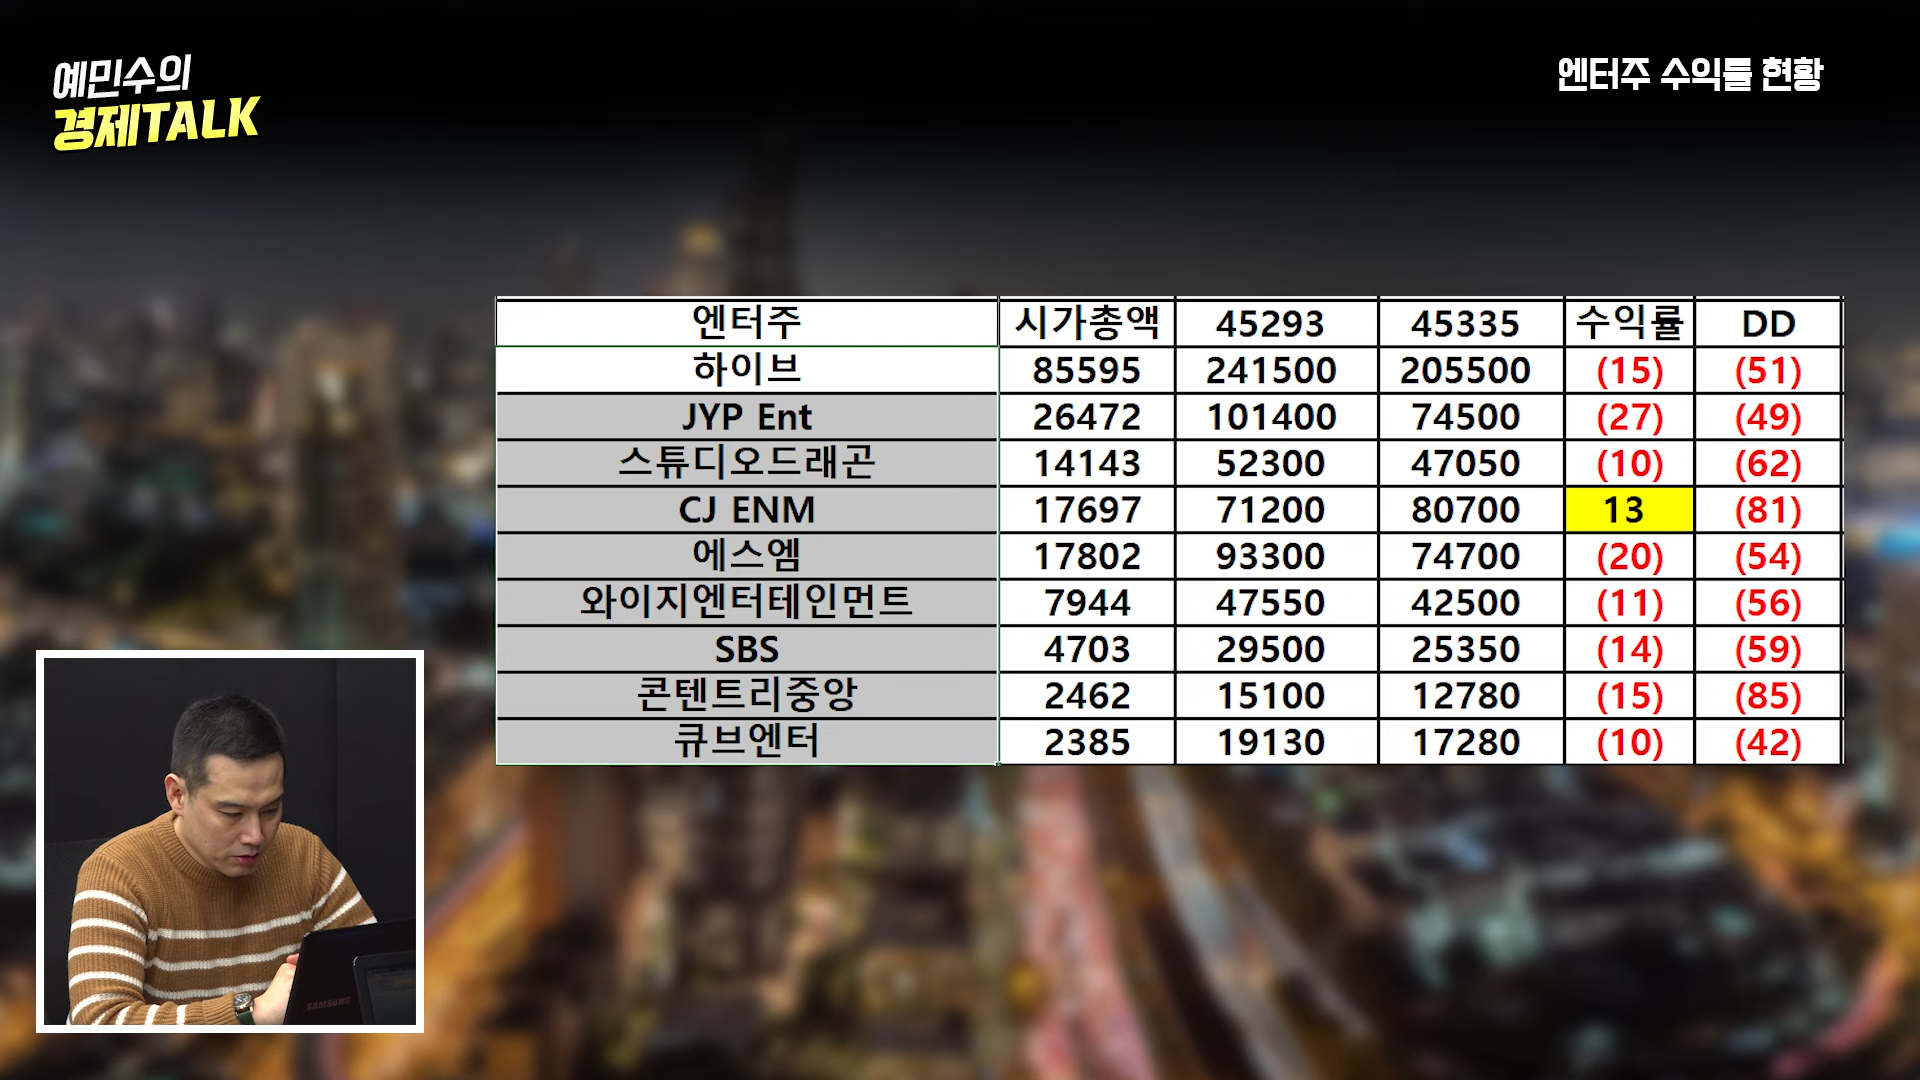 예민수의
경제TALK
엔터주 수익틀 현황
엔터주 시가총액 45293 45335 수익률 DD
하이브 85595 241500 205500 (15) (51)
JYP Ent 26472 101400 74500 (27) (49)
스튜디오드래곤 14143 52300 47050 (10) (62)
CJ ENM 17697 71200 80700 13 (81)
에스엠 17802 93300 74700 (20) (54)
와이지엔터테인먼트 7944 47550 42500 (11) (56)
SBS 4703 29500 25350 (14) (59)
콘텐트리중앙 2462 15100 12780 (15) (85)
큐브엔터 2385 19130 17280 (10) (42)
SAMSUNG